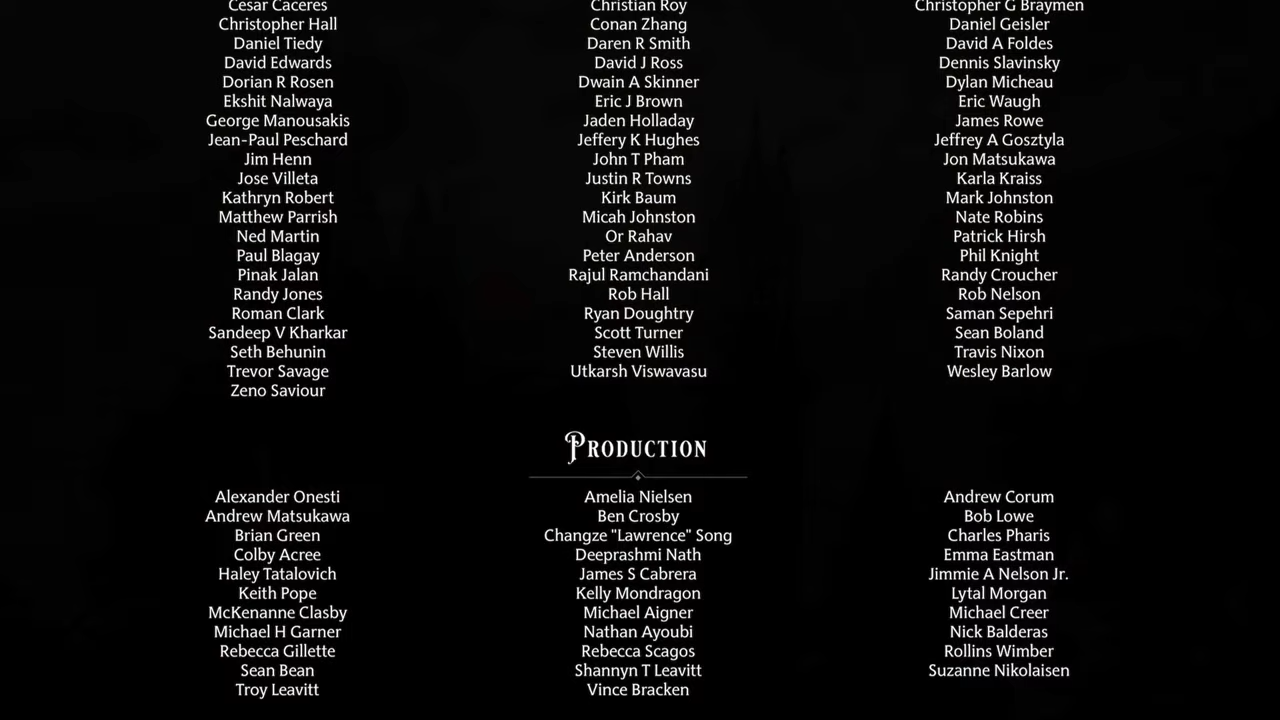 Cesar Caceres Christian Roy Christopher G Braymen
Christopher Hall Conan Zhang Daniel Geisler
Daniel Tiedy Daren R Smith David A Foldes
David Edwards David J Ross Dennis Slavinsky
Dorian R Rosen Dwain A Skinner Dylan Micheau
Ekshit Nalwaya Eric J Brown Eric Waugh
George Manousakis Jaden Holladay James Rowe
Jean-Paul Peschard Jeffery K Hughes Jeffrey A Gosztyla
Jim Henn John T Pham Jon Matsukawa
Jose Villeta Justin R Towns Karla Kraiss
Kathryn Robert Kirk Baum Mark Johnston
Matthew Parrish Micah Johnston Nate Robins
Ned Martin Or Rahav Patrick Hirsh
Paul Blagay Peter Anderson Phil Knight
Pinak Jalan Rajul Ramchandani Randy Croucher
Randy Jones Rob Hall Rob Nelson
Roman Clark Ryan Doughtry Saman Sepehri
Sandeep V Kharkar Scott Turner Sean Boland
Seth Behunin Steven Willis Travis Nixon
Trevor Savage Utkarsh Viswavasu Wesley Barlow
Zeno Saviour
Production
Alexander Onesti Amelia Nielsen Andrew Corum
Andrew Matsukawa Ben Crosby Bob Lowe
Brian Green Changze "Lawrence" Song Charles Pharis
Colby Acree Deeprashmi Nath Emma Eastman
Haley Tatalovich James S Cabrera Jimmie A Nelson Jr.
Keith Pope Kelly Mondragon Lytal Morgan
McKenanne Clasby Michael Aigner Michael Creer
Michael H Garner Nathan Ayoubi Nick Balderas
Rebecca Gillette Rebecca Scagos Rollins Wimber
Sean Bean Shannyn T Leavitt Suzanne Nikolaisen
Troy Leavitt Vince Bracken